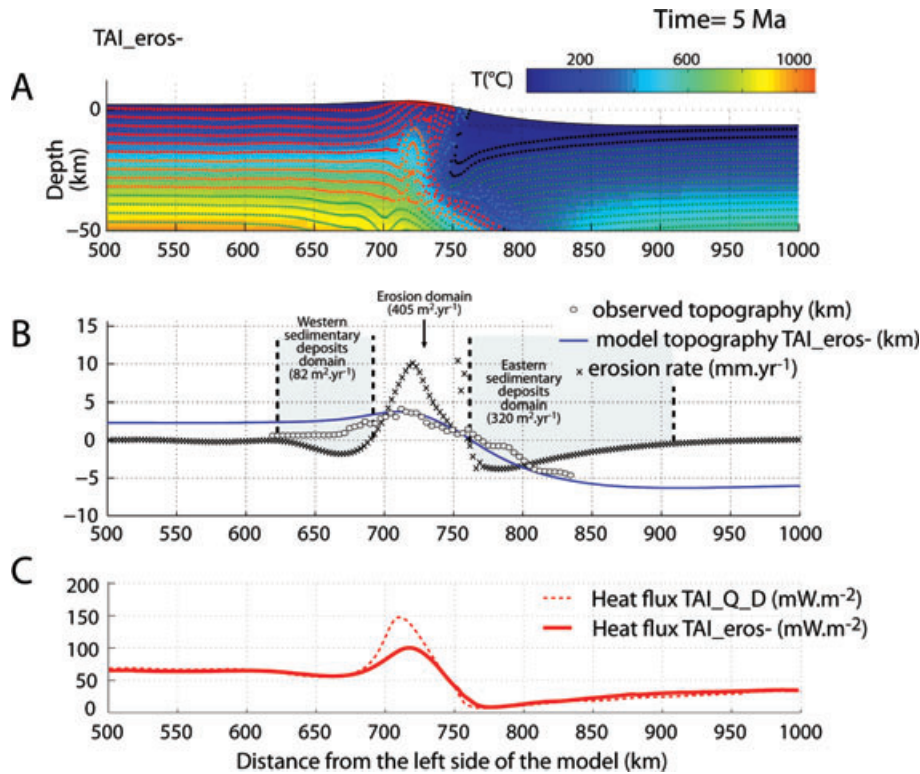 Time= 5 Ma
TAI_eros-
200 600 1000
T(°C)
A
0
Depth
(km)
−50
500 550 600 650 700 750 800 850 900 950 1000
B
15
10
5
0
−5
−10
Western
sedimentary
deposits
domain
(82 m².yr⁻¹)
Erosion domain
(405 m².yr⁻¹)
Eastern
sedimentary
deposits
domain
(320 m².yr⁻¹)
observed topography (km)
model topography TAI_eros- (km)
erosion rate (mm.yr⁻¹)
500 550 600 650 700 750 800 850 900 950 1000
C
200
150
100
50
0
Heat flux TAI_Q_D (mW.m⁻²)
Heat flux TAI_eros- (mW.m⁻²)
500 550 600 650 700 750 800 850 900 950 1000
Distance from the left side of the model (km)